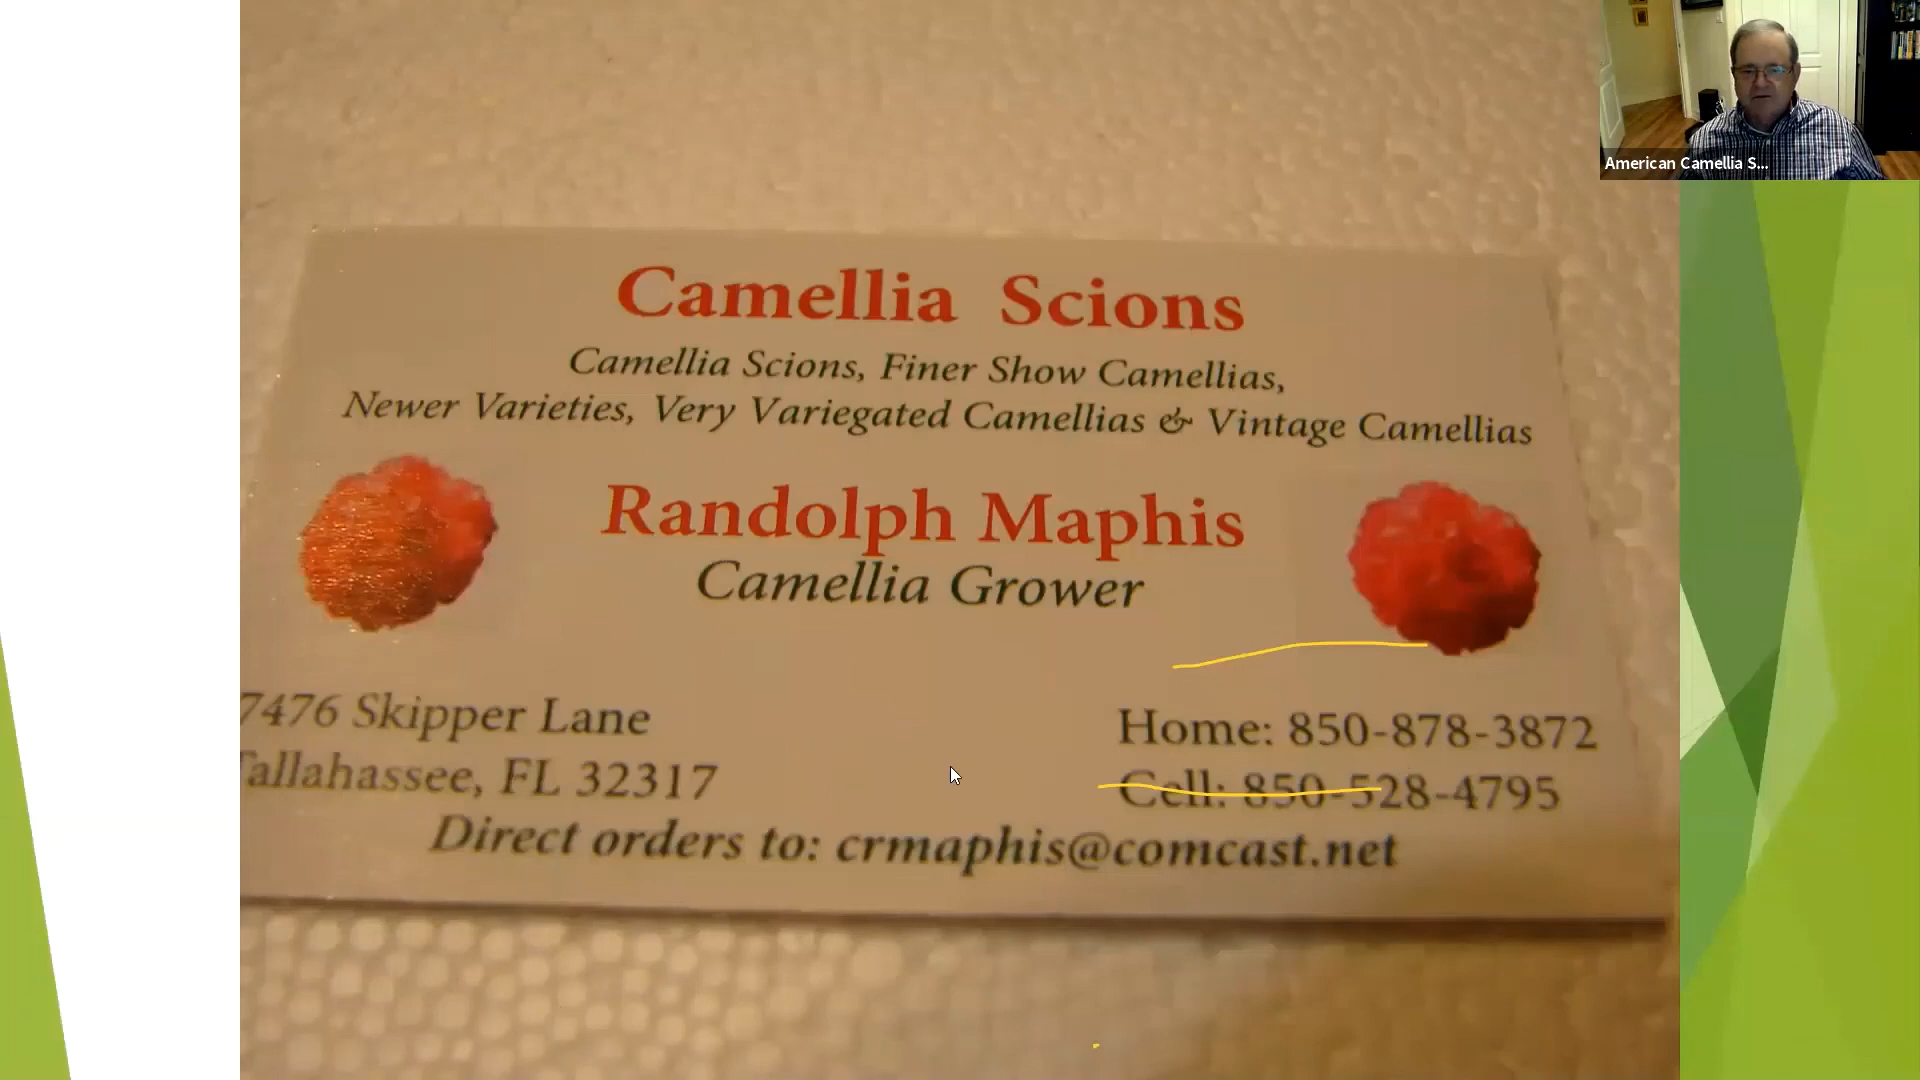 American Camellia S...
Camellia Scions
Camellia Scions, Finer Show Camellias,
Newer Varieties, Very Variegated Camellias & Vintage Camellias
Randolph Maphis
Camellia Grower
7476 Skipper Lane
Tallahassee, FL 32317
Home: 850-878-3872
Cell: 850-528-4795
Direct orders to: crmaphis@comcast.net